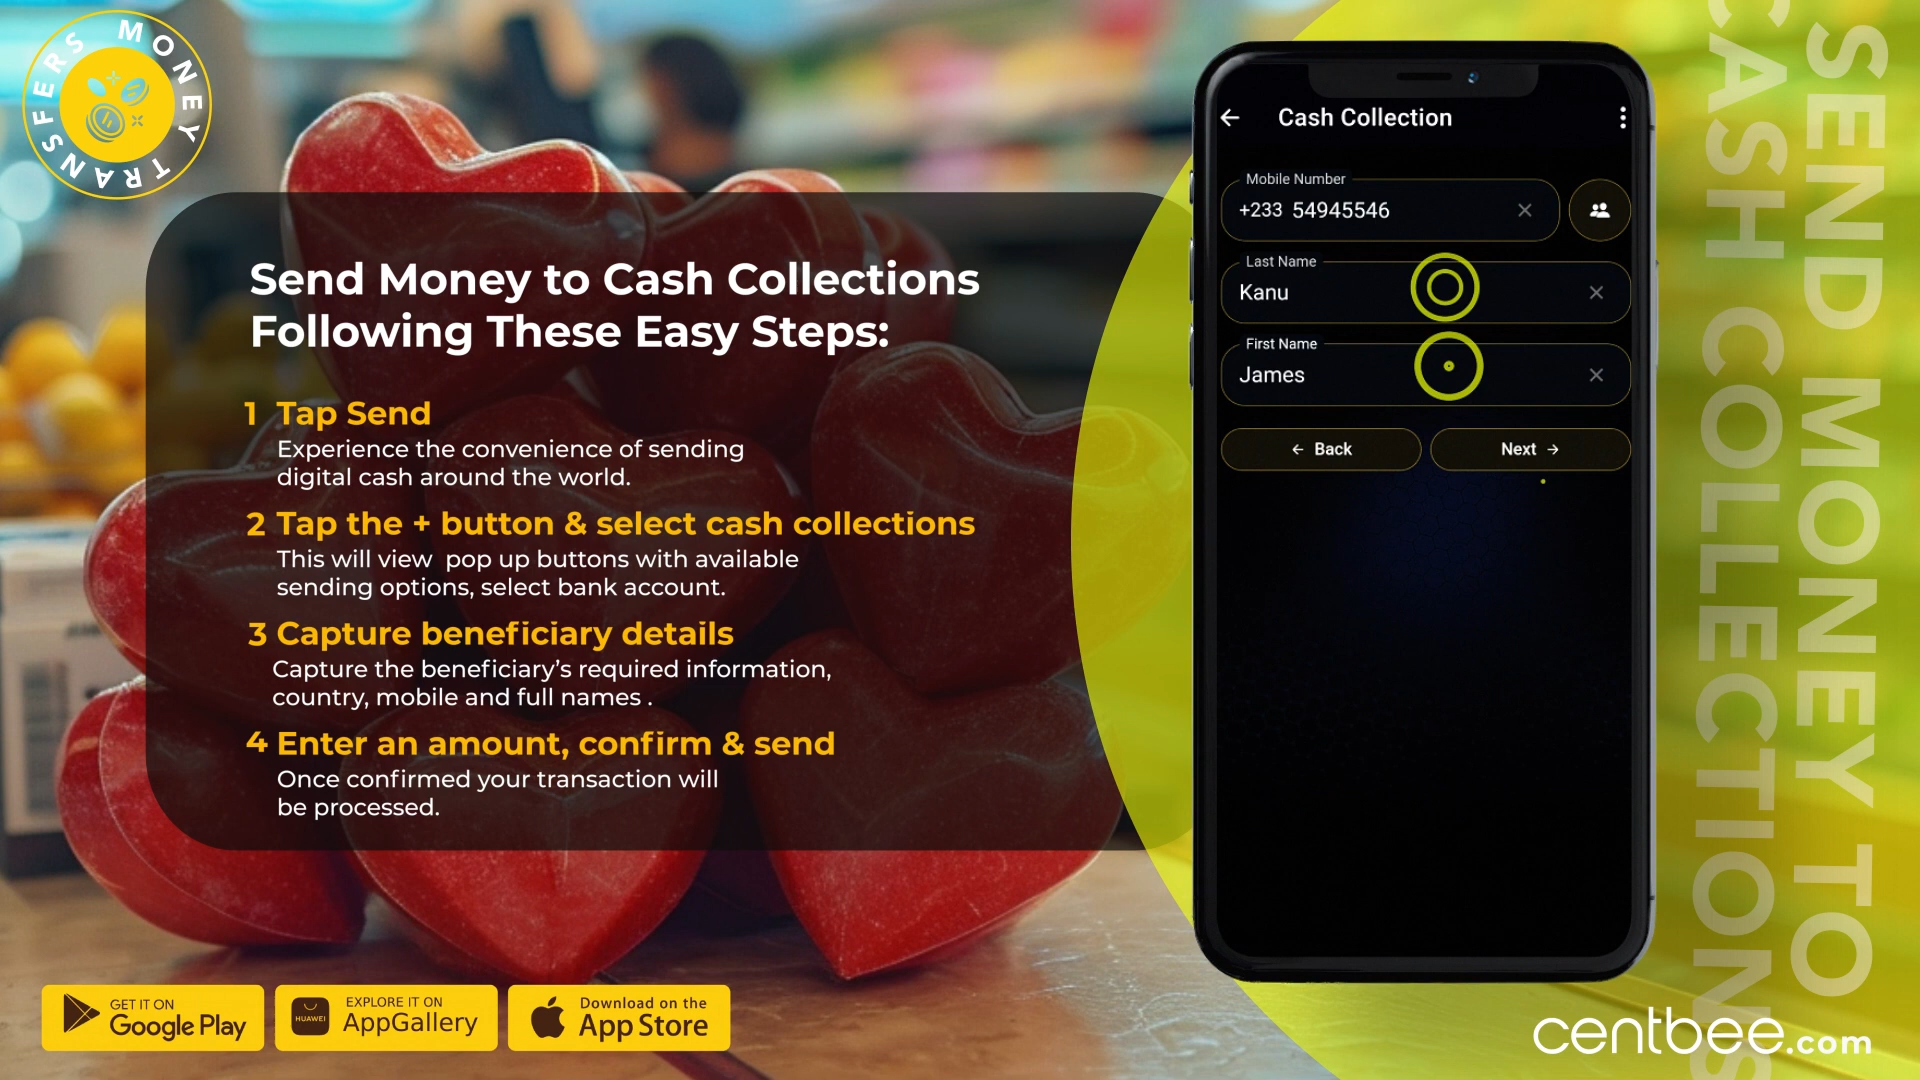 MONEY TRANSFERS
Send Money to Cash Collections
Following These Easy Steps:
1 Tap Send
Experience the convenience of sending
digital cash around the world.
2 Tap the + button & select cash collections
This will view  pop up buttons with available
sending options, select bank account.
3 Capture beneficiary details
Capture the beneficiary’s required information,
country, mobile and full names .
4 Enter an amount, confirm & send
Once confirmed your transaction will
be processed.
GET IT ON
Google Play
HUAWEI
EXPLORE IT ON
AppGallery
Download on the
App Store
Cash Collection
Mobile Number
+233 54945546
Last Name
Kanu
First Name
James
← Back
Next →
SEND MONEY TO
CASH COLLECTIONS
centbee.com